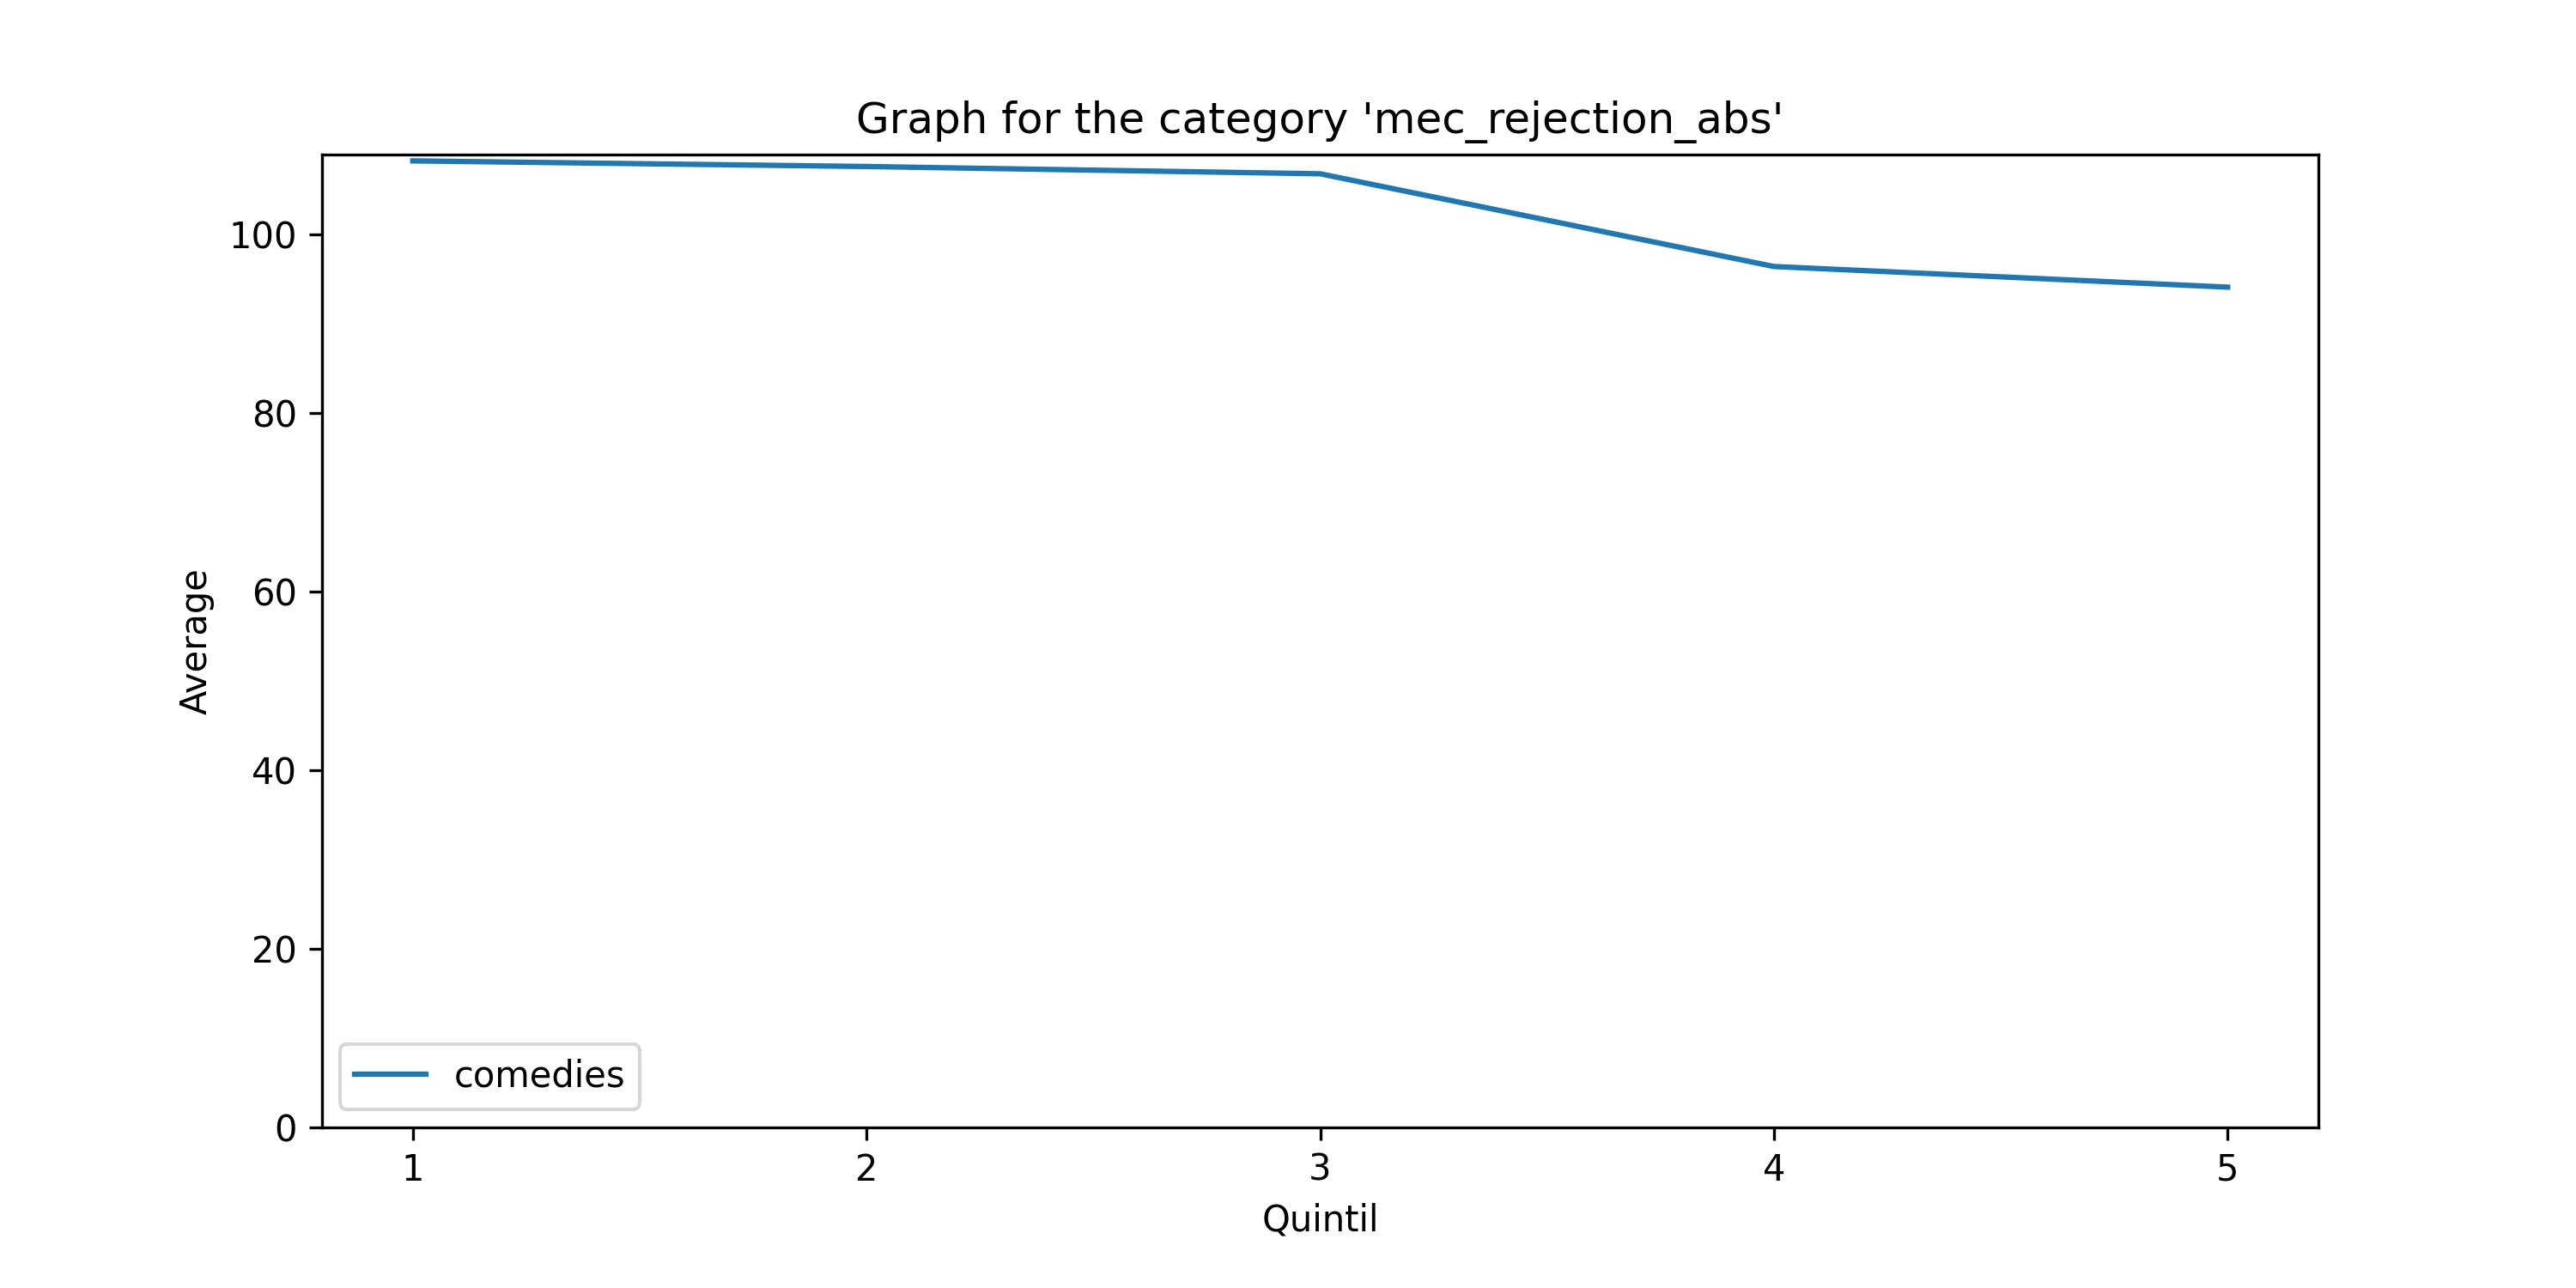 Graph for the category 'mec_rejection_abs'
100
80
60
40
20
0
Average
comedies
1 2 3 4 5
Quintil